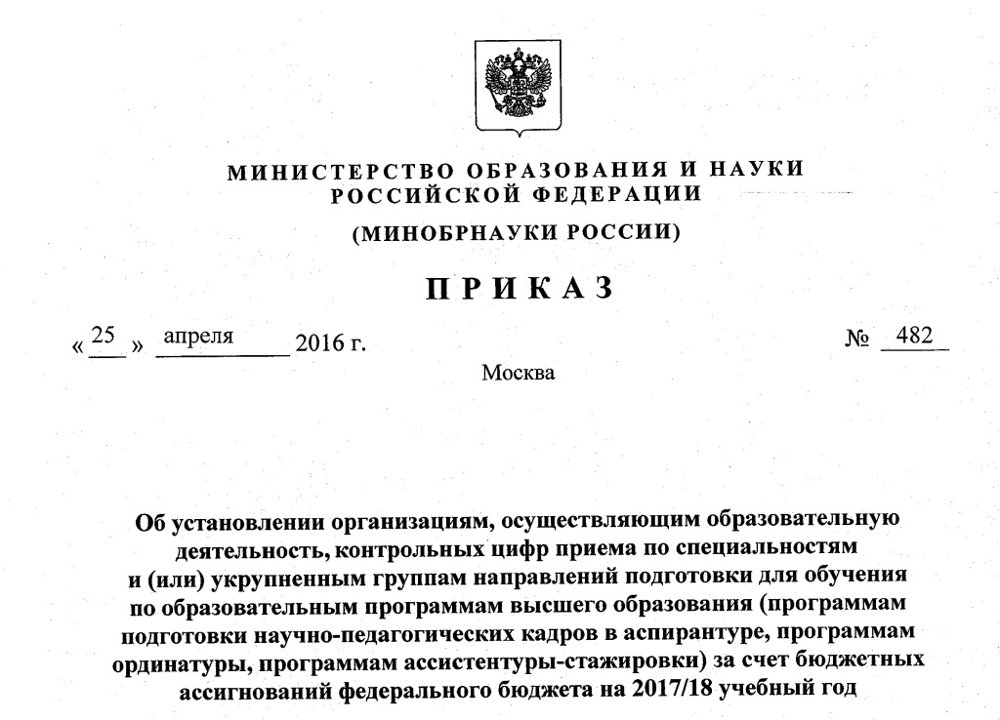 МИНИСТЕРСТВО ОБРАЗОВАНИЯ И НАУКИ
РОССИЙСКОЙ ФЕДЕРАЦИИ
(МИНОБРНАУКИ РОССИИ)
ПРИКАЗ
« 25 » апреля 2016 г. № 482
Москва
Об установлении организациям, осуществляющим образовательную
деятельность, контрольных цифр приема по специальностям
и (или) укрупненным группам направлений подготовки для обучения
по образовательным программам высшего образования (программам
подготовки научно-педагогических кадров в аспирантуре, программам
ординатуры, программам ассистентуры-стажировки) за счет бюджетных
ассигнований федерального бюджета на 2017/18 учебный год